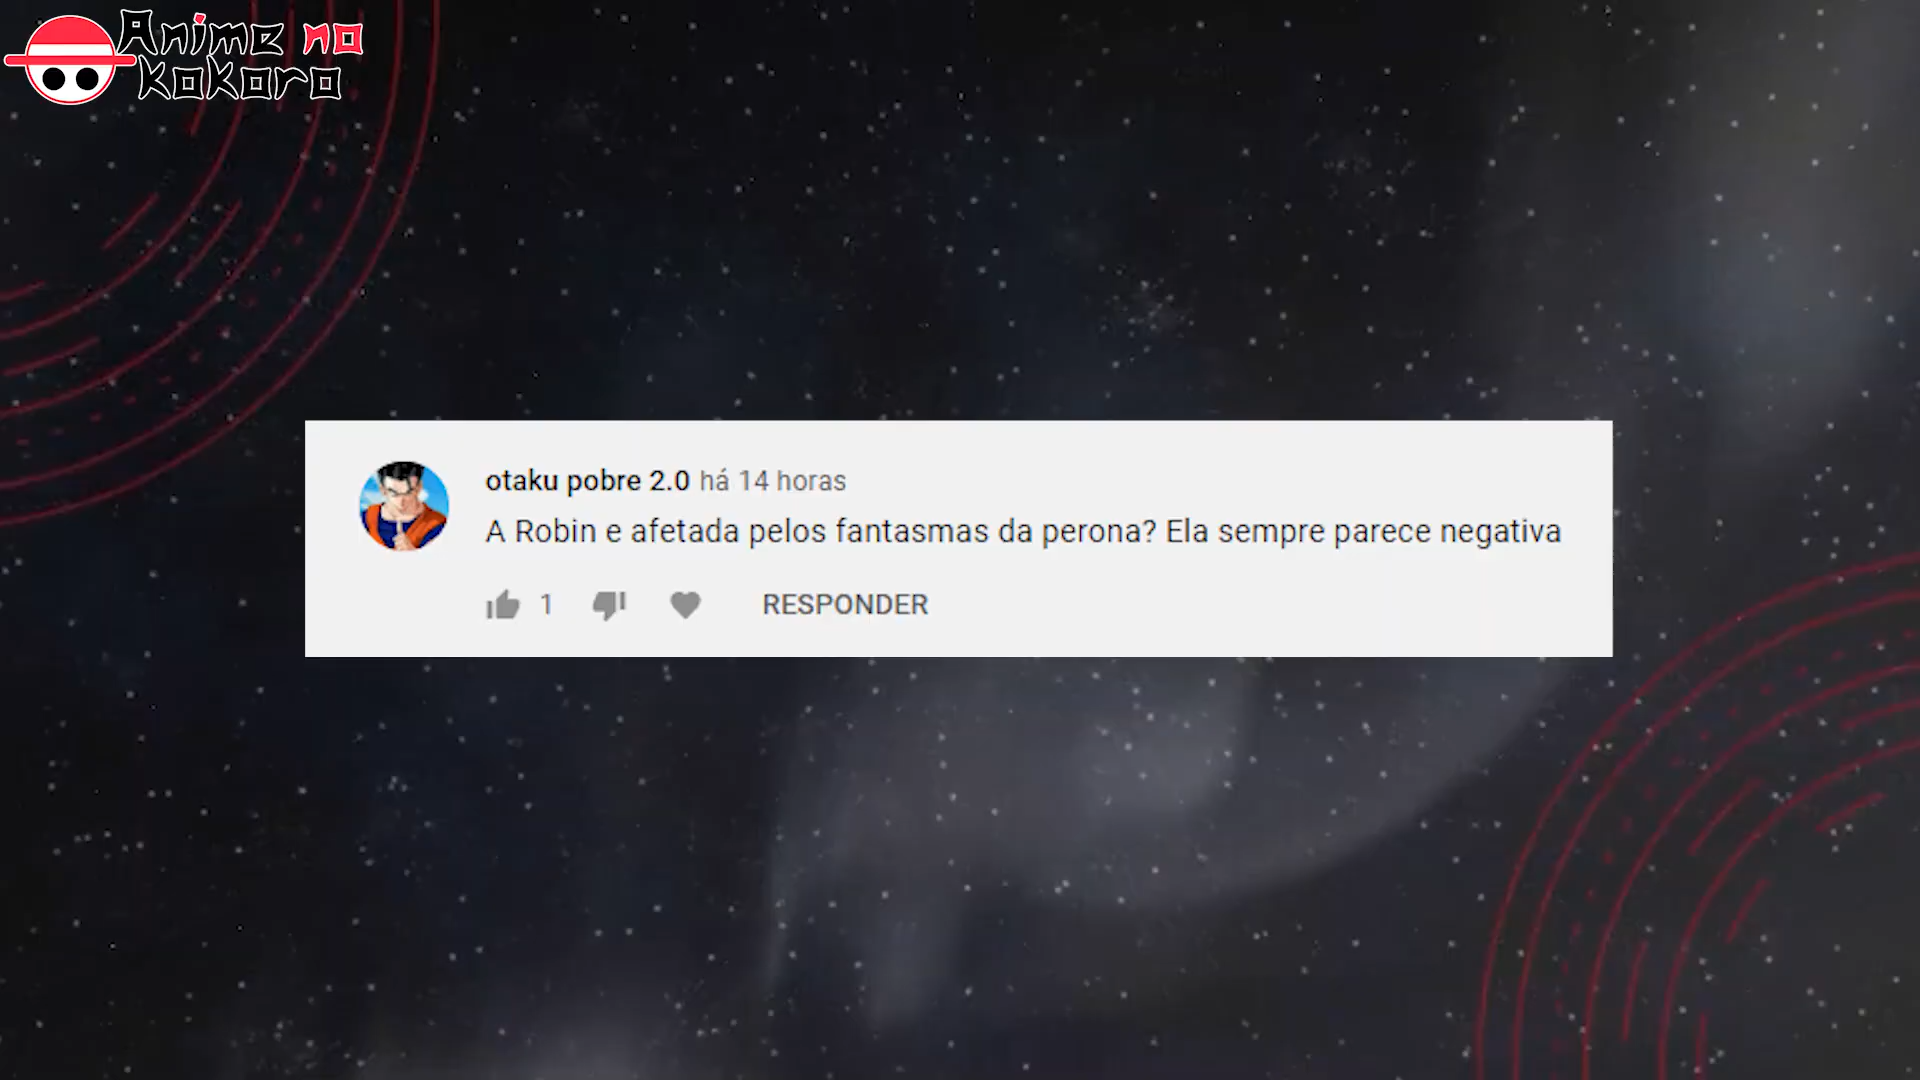 Anime no
kokoro
otaku pobre 2.0 há 14 horas
A Robin e afetada pelos fantasmas da perona? Ela sempre parece negativa
1 RESPONDER